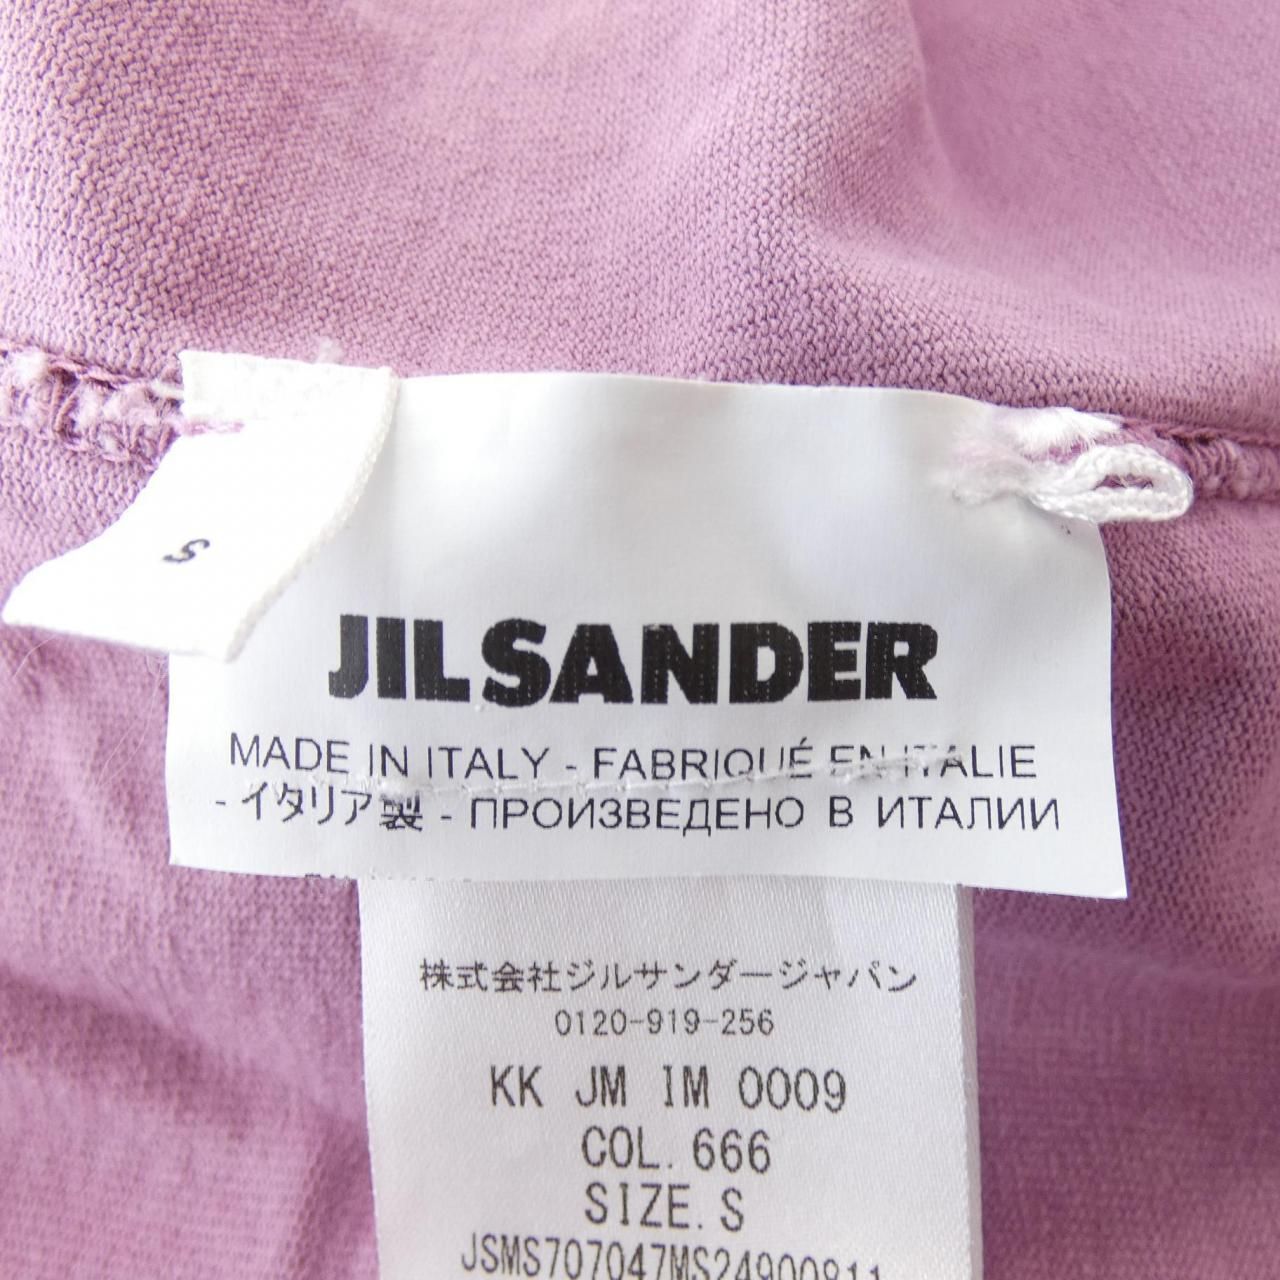 S
JIL SANDER
MADE IN ITALY - FABRIQUÉ EN ITALIE
- イタリア製 - ПРОИЗВЕДЕНО В ИТАЛИИ
株式会社ジルサンダージャパン
0120-919-256
KK JM IM 0009
COL. 666
SIZE. S
JSMS707047MS24900811